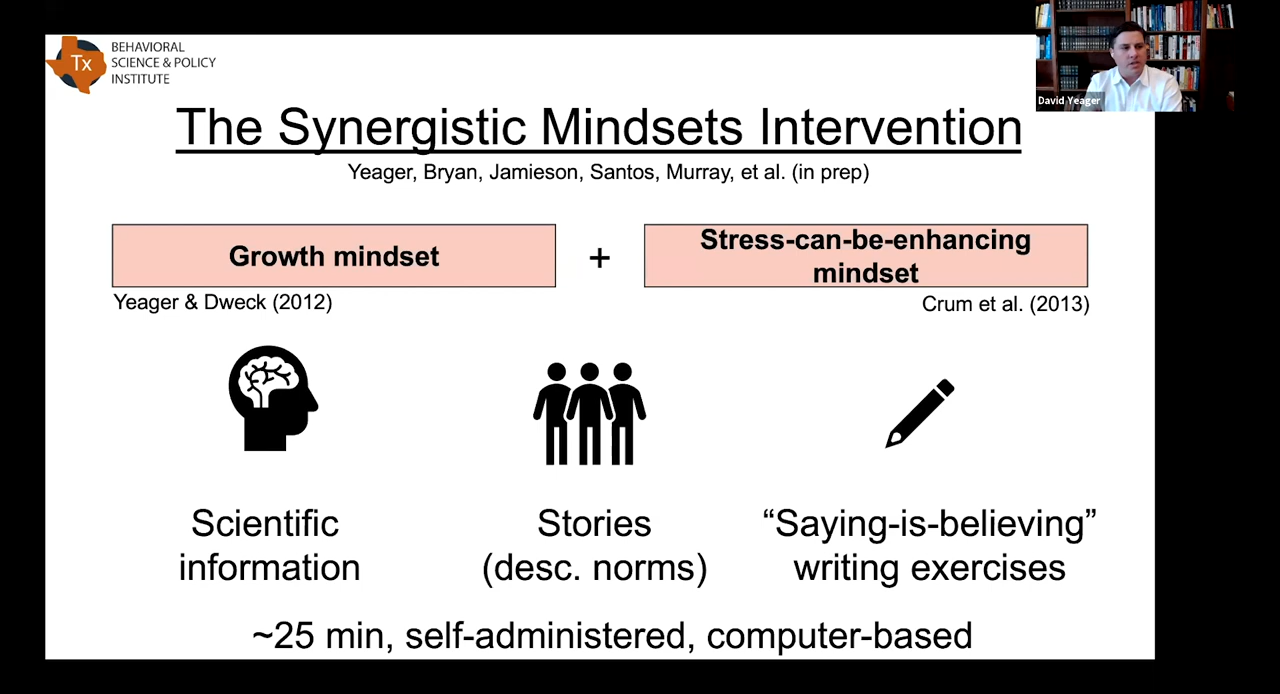 Tx
BEHAVIORAL
SCIENCE & POLICY
INSTITUTE
David Yeager
The Synergistic Mindsets Intervention
Yeager, Bryan, Jamieson, Santos, Murray, et al. (in prep)
Growth mindset
+
Stress-can-be-enhancing
mindset
Yeager & Dweck (2012)
Crum et al. (2013)
Scientific
information
Stories
(desc. norms)
“Saying-is-believing”
writing exercises
~25 min, self-administered, computer-based